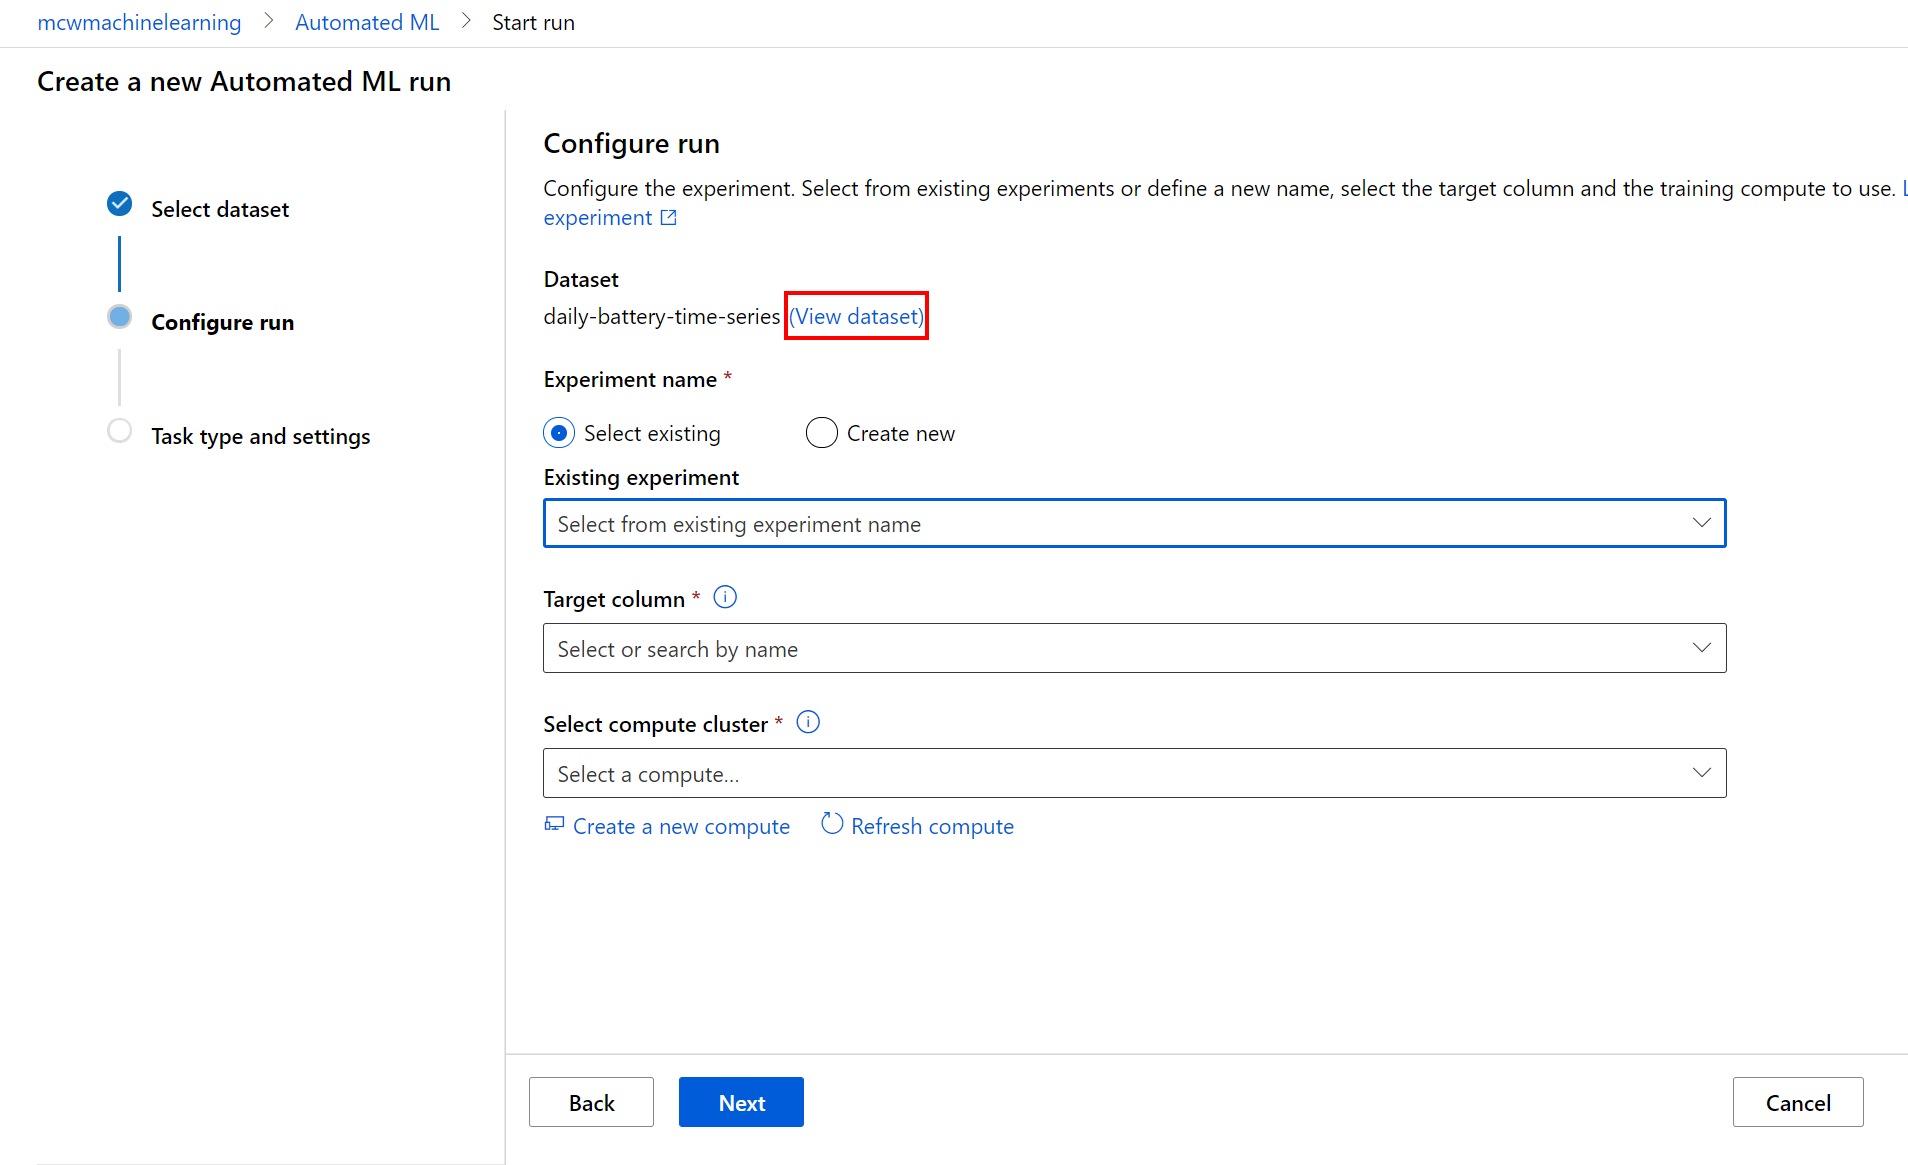 mcwmachinelearning > Automated ML > Start run
Create a new Automated ML run
Select dataset
Configure run
Task type and settings
Configure run
Configure the experiment. Select from existing experiments or define a new name, select the target column and the training compute to use.
experiment
Dataset
daily-battery-time-series (View dataset)
Experiment name *
Select existing
Create new
Existing experiment
Select from existing experiment name
Target column *
Select or search by name
Select compute cluster *
Select a compute...
Create a new compute
Refresh compute
Back
Next
Cancel